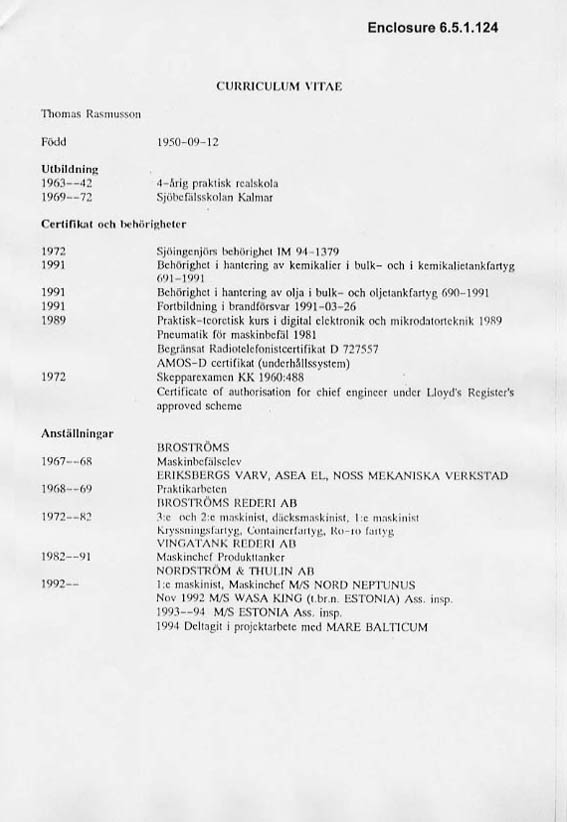 Enclosure 6.5.1.124
CURRICULUM VITAE
Thomas Rasmusson
Född 1950-09-12
Utbildning
1963--42 4-årig praktisk realskola
1969--72 Sjöbefälsskolan Kalmar
Certifikat och behörigheter
1972 Sjöingenjörs behörighet IM 94-1379
1991 Behörighet i hantering av kemikalier i bulk- och i kemikalietankfartyg
691-1991
1991 Behörighet i hantering av olja i bulk- och oljetankfartyg 690-1991
1991 Fortbildning i brandförsvar 1991-03-26
1989 Praktisk-teoretisk kurs i digital elektronik och mikrodatorteknik 1989
Pneumatik för maskinbefäl 1981
Begränsat Radiotelefonistcertifikat D 727557
AMOS-D certifikat (underhållssystem)
1972 Skepparexamen KK 1960:488
Certificate of authorisation for chief engineer under Lloyd's Register's
approved scheme
Anställningar
BROSTRÖMS
1967--68 Maskinbefälselev
ERIKSBERGS VARV, ASEA EL, NOSS MEKANISKA VERKSTAD
1968--69 Praktikarbeten
BROSTRÖMS REDERI AB
1972--82 3:e och 2:e maskinist, däcksmaskinist, 1:e maskinist
Kryssningsfartyg, Containerfartyg, Ro-ro fartyg
VINGATANK REDERI AB
1982--91 Maskinchef Produkttanker
NORDSTRÖM & THULIN AB
1992-- 1:e maskinist, Maskinchef M/S NORD NEPTUNUS
Nov 1992 M/S WASA KING (t.br.n. ESTONIA) Ass. insp.
1993--94 M/S ESTONIA Ass. insp.
1994 Deltagit i projektarbete med MARE BALTICUM